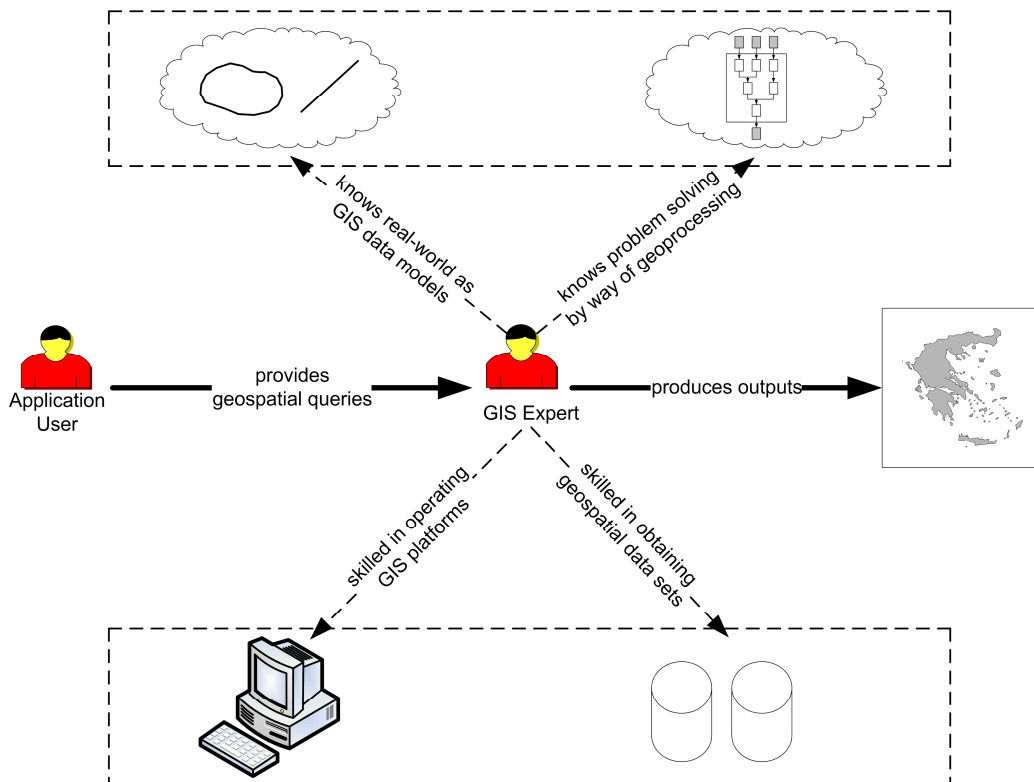 knows real-world as
GIS data models
knows problem solving
by way of geoprocessing
Application
User
provides
geospatial queries
GIS Expert
produces outputs
skilled in operating
GIS platforms
skilled in obtaining
geospatial data sets